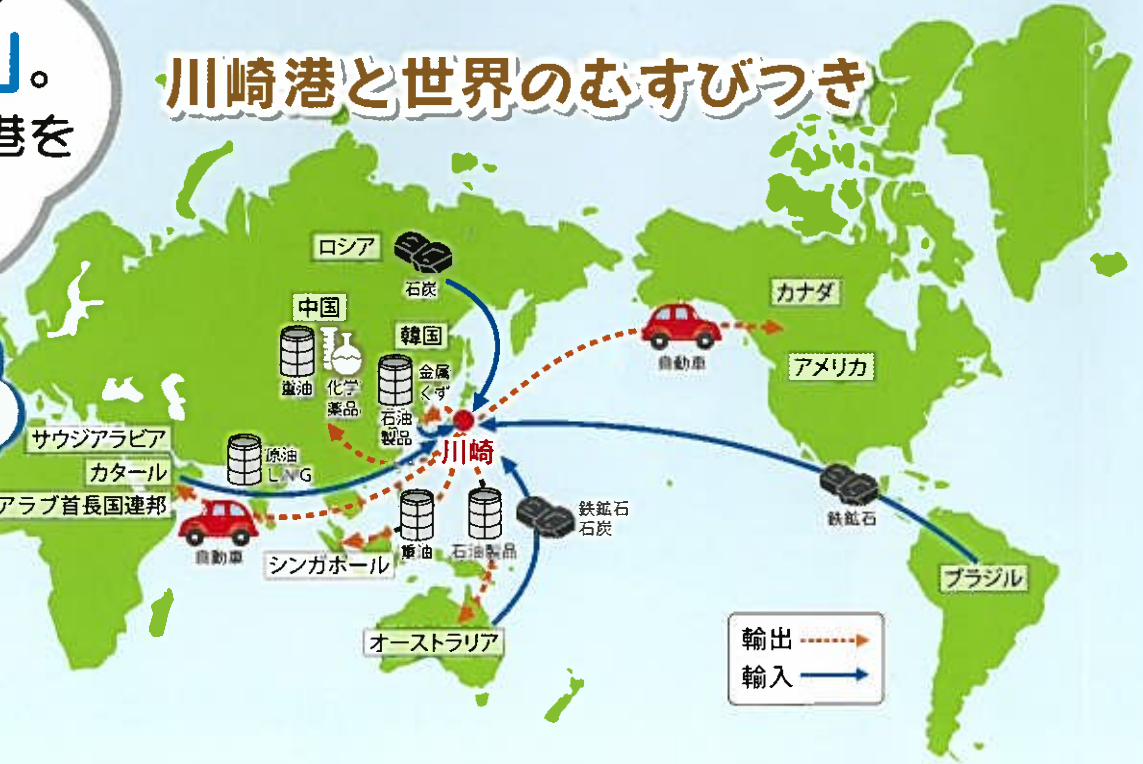 」。
港を
川崎港と世界のむすびつき
ロシア
石炭
中国
重油
化学
薬品
韓国
金属
くず
石油
製品
川崎
カナダ
自動車
アメリカ
サウジアラビア
カタール
アラブ首長国連邦
原油
LNG
自動車
シンガポール
重油
石油製品
鉄鉱石
石炭
オーストラリア
鉄鉱石
ブラジル
輸出
輸入